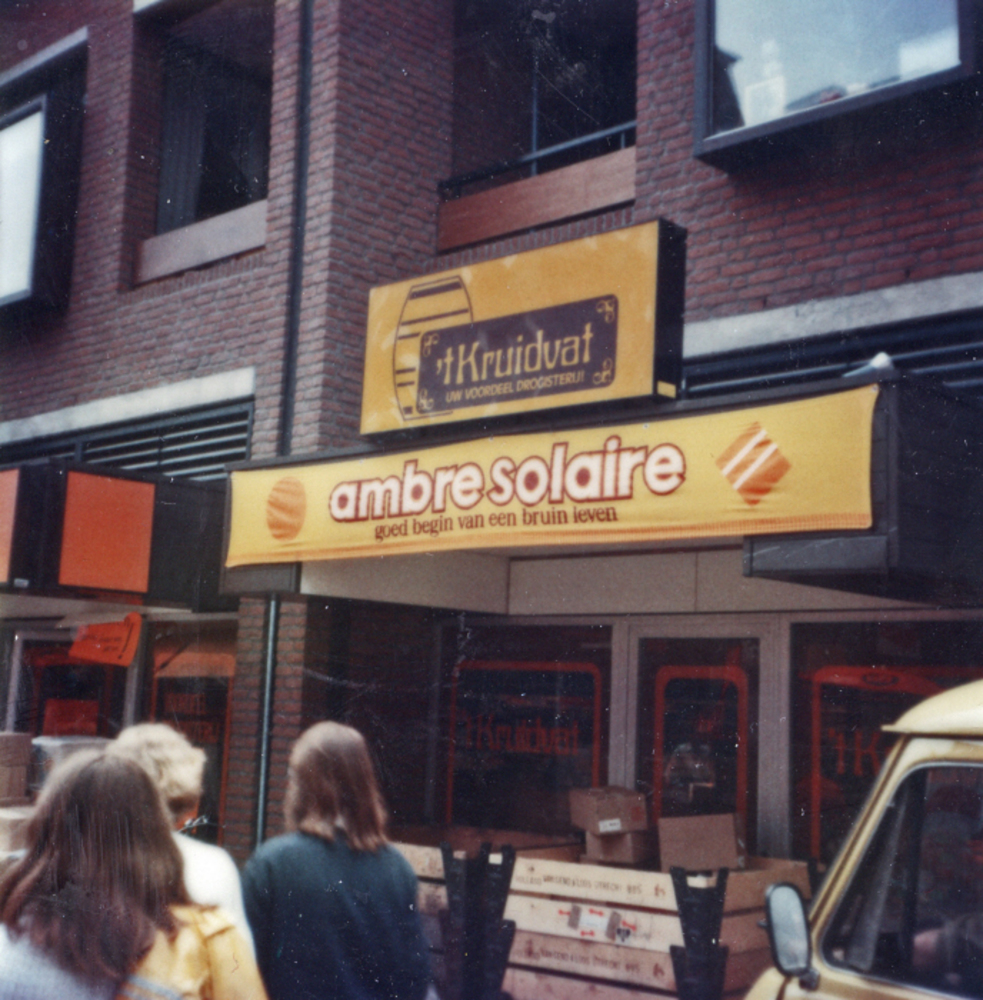 't Kruidvat
UW VOORDEEL DROGISTERIJ!
ambre solaire
goed begin van een bruin leven
't Kruidvat
't K